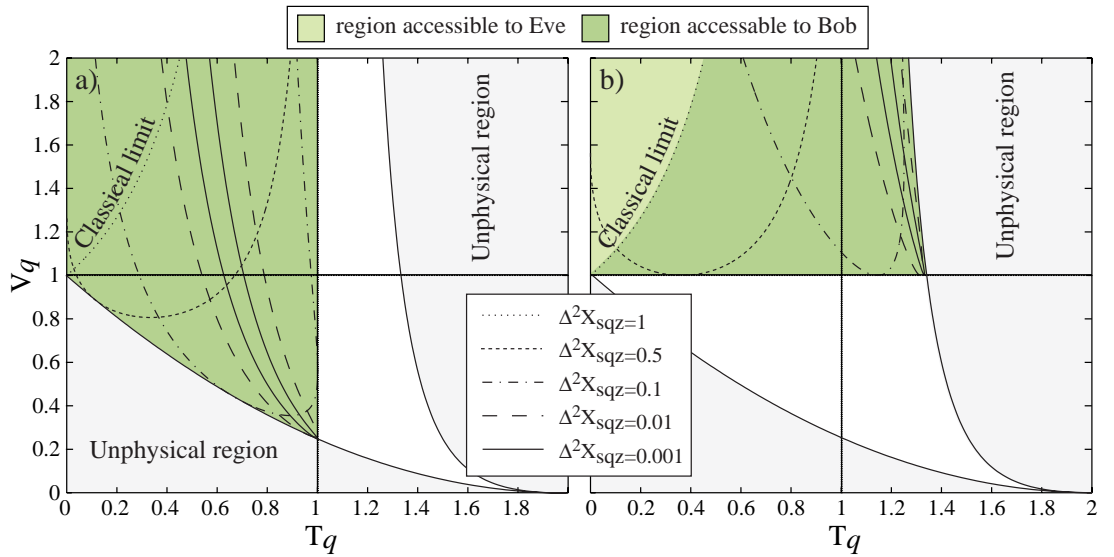 region accessible to Eve
region accessable to Bob
a)
Classical limit
Unphysical region
Unphysical region
2
1.8
1.6
1.4
1.2
1
0.8
0.6
0.4
0.2
0
Vq
0 0.2 0.4 0.6 0.8 1 1.2 1.4 1.6 1.8
Tq
b)
Classical limit
Unphysical region
0 0.2 0.4 0.6 0.8 1 1.2 1.4 1.6 1.8 2
Tq
Δ²Xsqz=1
Δ²Xsqz=0.5
Δ²Xsqz=0.1
Δ²Xsqz=0.01
Δ²Xsqz=0.001